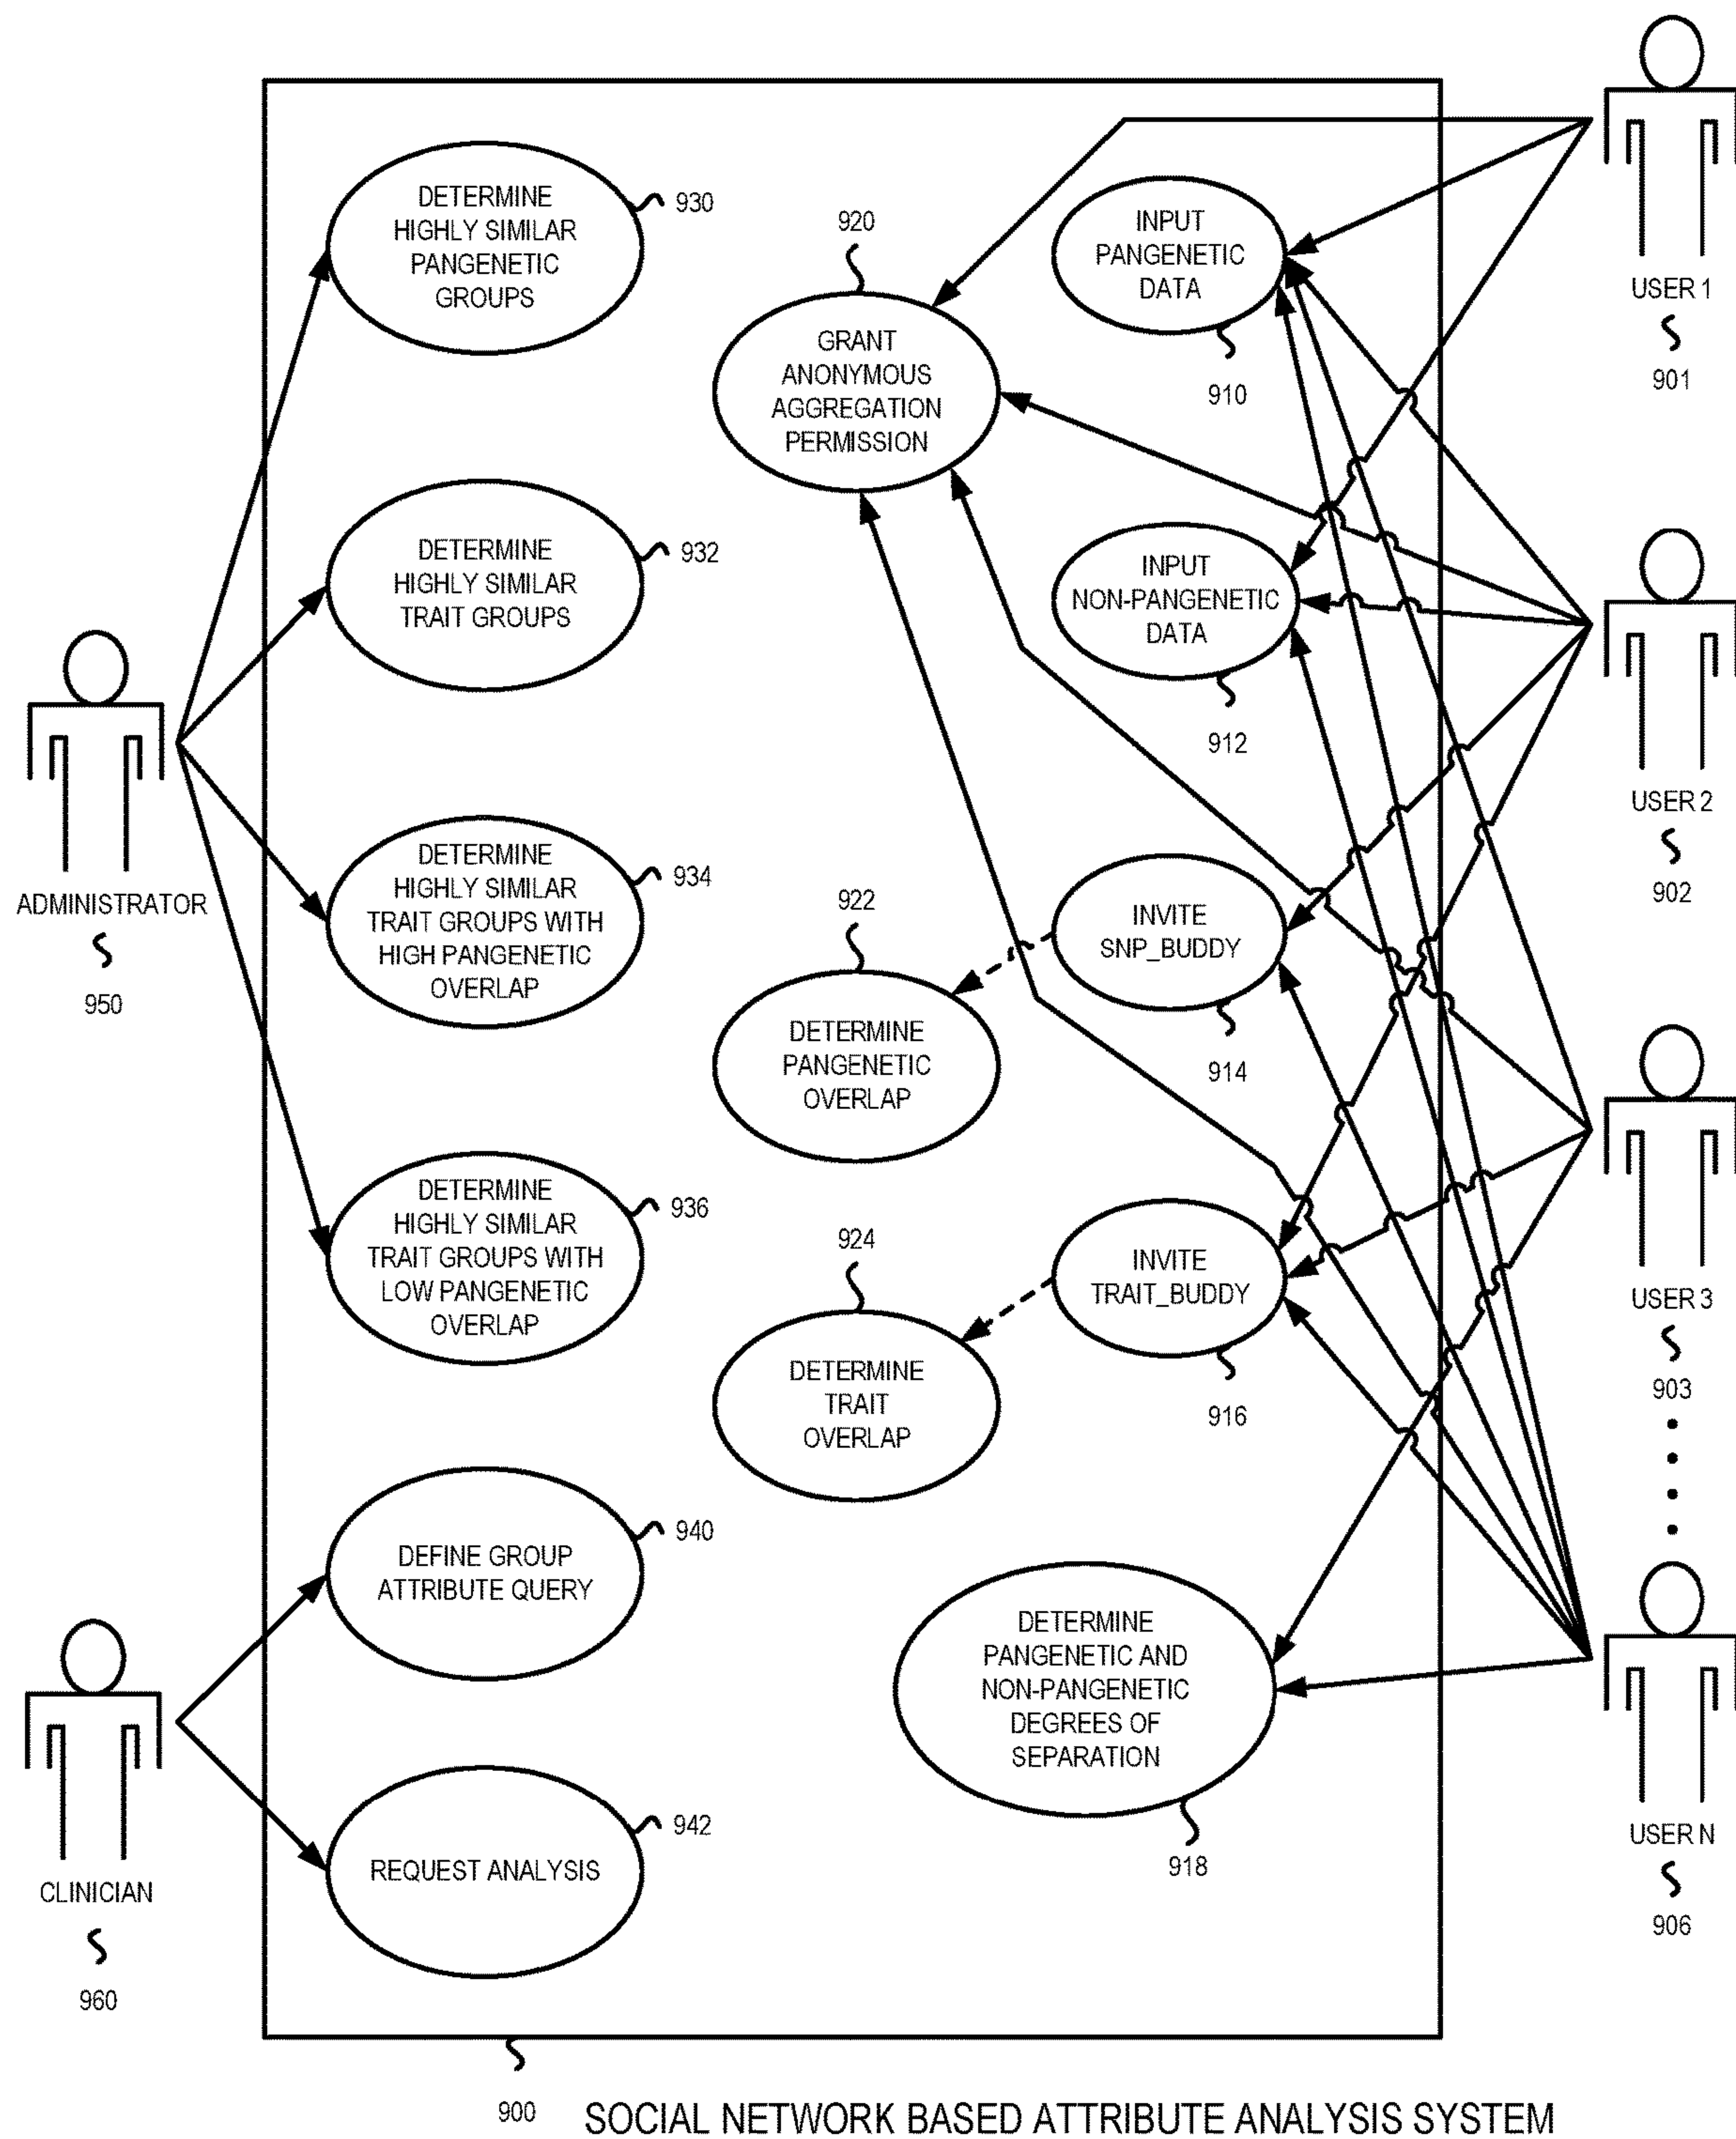 DETERMINE
HIGHLY SIMILAR
PANGENETIC
GROUPS
930
DETERMINE
HIGHLY SIMILAR
TRAIT GROUPS
932
DETERMINE
HIGHLY SIMILAR
TRAIT GROUPS WITH
HIGH PANGENETIC
OVERLAP
934
DETERMINE
HIGHLY SIMILAR
TRAIT GROUPS WITH
LOW PANGENETIC
OVERLAP
936
DEFINE GROUP
ATTRIBUTE QUERY
940
REQUEST ANALYSIS
942
ADMINISTRATOR
950
CLINICIAN
960
920
GRANT
ANONYMOUS
AGGREGATION
PERMISSION
922
DETERMINE
PANGENETIC
OVERLAP
924
DETERMINE
TRAIT
OVERLAP
INPUT
PANGENETIC
DATA
910
INPUT
NON-PANGENETIC
DATA
912
INVITE
SNP_BUDDY
914
INVITE
TRAIT_BUDDY
916
DETERMINE
PANGENETIC AND
NON-PANGENETIC
DEGREES OF
SEPARATION
918
USER 1
901
USER 2
902
USER 3
903
USER N
906
900
SOCIAL NETWORK BASED ATTRIBUTE ANALYSIS SYSTEM